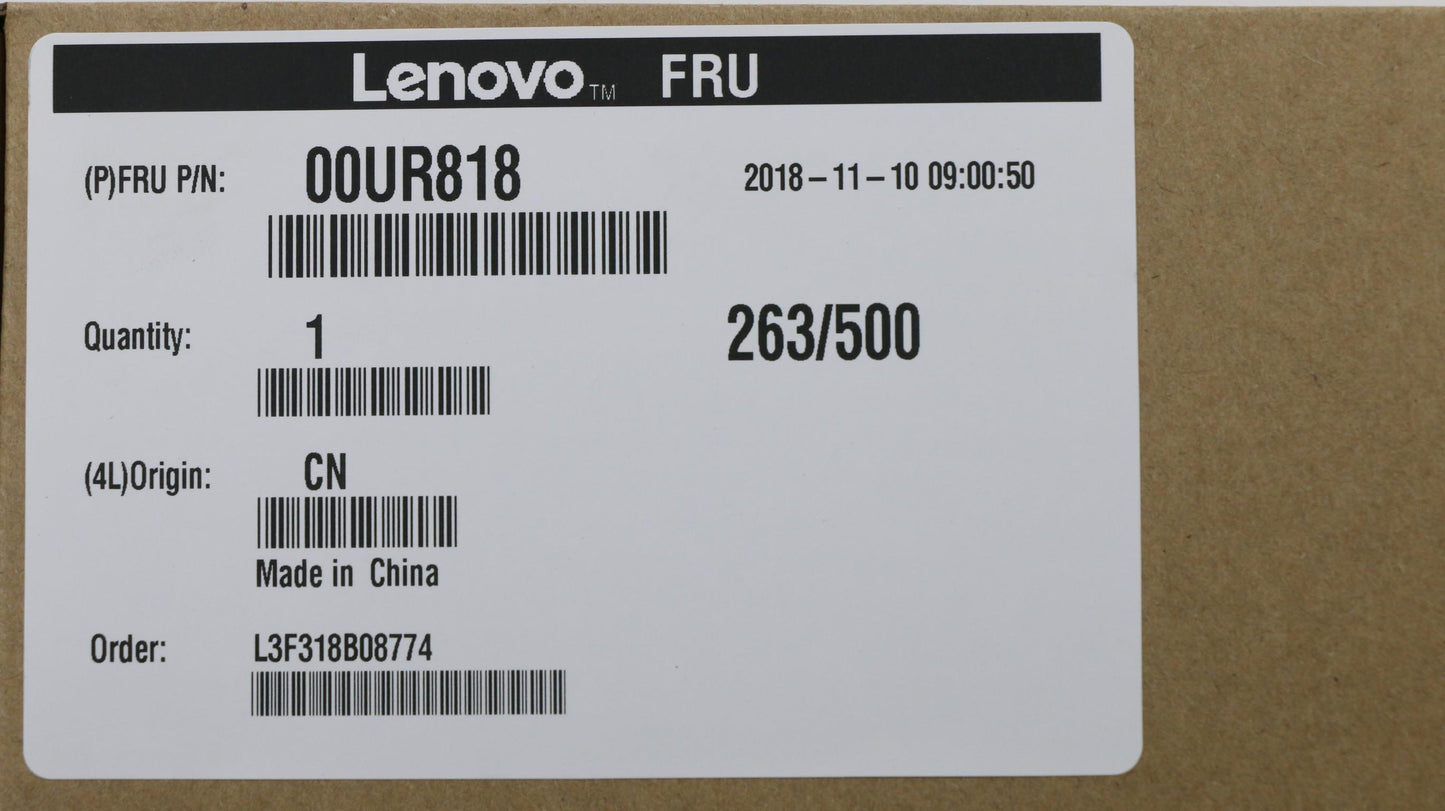 Lenovo™ FRU
(P)FRU P/N: 00UR818 2018-11-10 09:00:50
Quantity: 1 263/500
(4L)Origin: CN
Made in China
Order: L3F318B08774